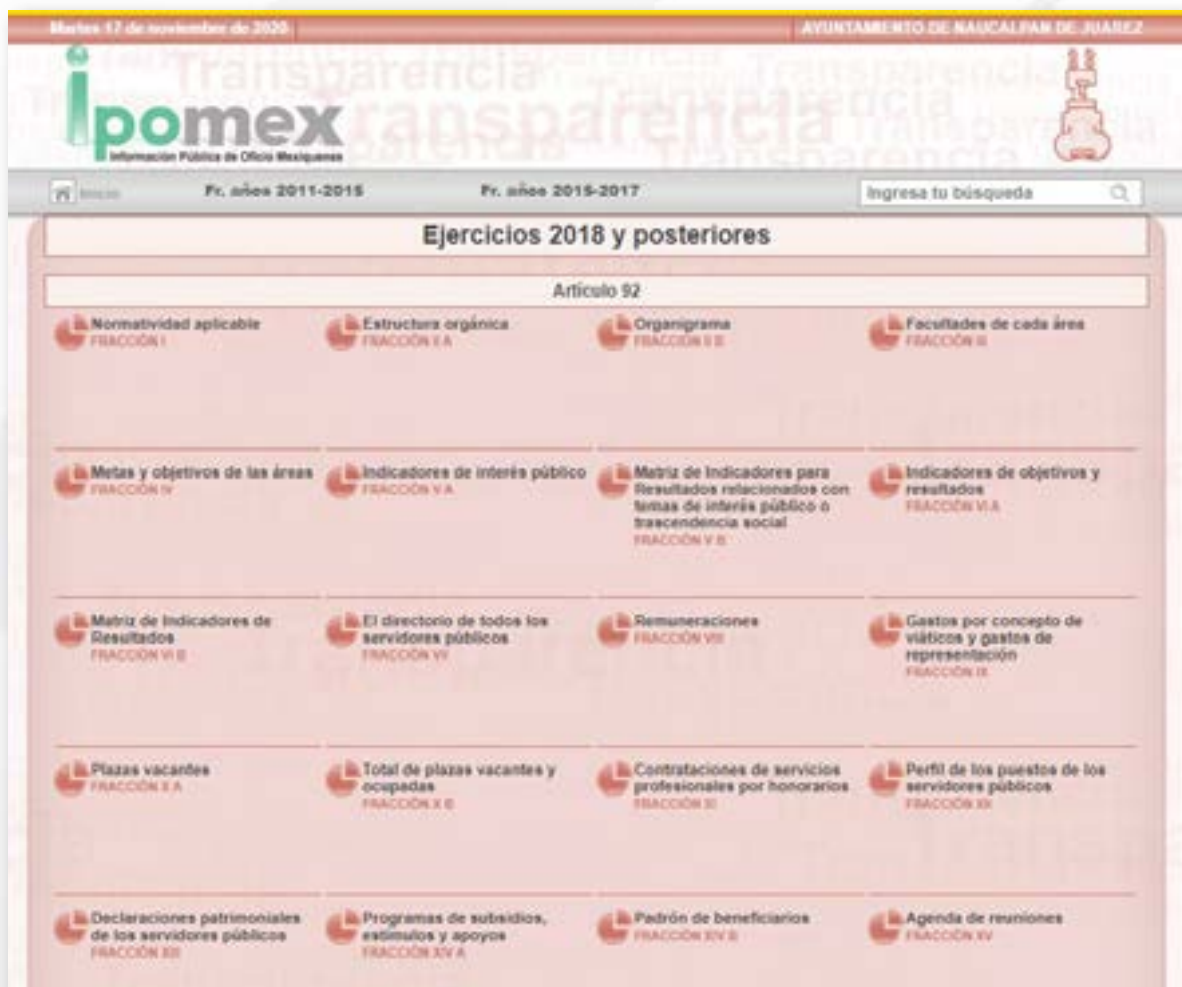 Martes 17 de noviembre de 2020
AYUNTAMIENTO DE NAUCALPAN DE JUAREZ
Transparencia
ipomex
Información Pública de Oficio Mexiquense
Inicio
Fr. años 2011-2015
Fr. años 2015-2017
Ingresa tu búsqueda
Ejercicios 2018 y posteriores
Artículo 92
Normatividad aplicable
FRACCIÓN I
Estructura orgánica
FRACCIÓN II A
Organigrama
FRACCIÓN II B
Facultades de cada área
FRACCIÓN III
Metas y objetivos de las áreas
FRACCIÓN IV
Indicadores de interés público
FRACCIÓN V A
Matriz de Indicadores para
Resultados relacionados con
temas de interés público o
trascendencia social
FRACCIÓN V B
Indicadores de objetivos y
resultados
FRACCIÓN VI A
Matriz de Indicadores de
Resultados
FRACCIÓN VI B
El directorio de todos los
servidores públicos
FRACCIÓN VII
Remuneraciones
FRACCIÓN VIII
Gastos por concepto de
viáticos y gastos de
representación
FRACCIÓN IX
Plazas vacantes
FRACCIÓN X A
Total de plazas vacantes y
ocupadas
FRACCIÓN X B
Contrataciones de servicios
profesionales por honorarios
FRACCIÓN XI
Perfil de los puestos de los
servidores públicos
FRACCIÓN XII
Declaraciones patrimoniales
de los servidores públicos
FRACCIÓN XIII
Programas de subsidios,
estímulos y apoyos
FRACCIÓN XIV A
Padrón de beneficiarios
FRACCIÓN XIV B
Agenda de reuniones
FRACCIÓN XV